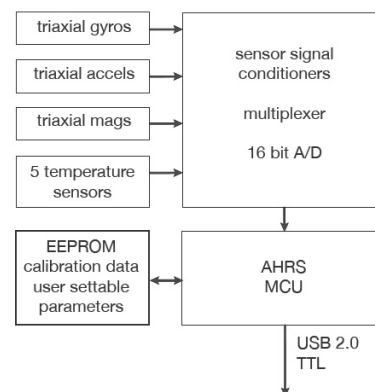 triaxial gyros
triaxial accels
triaxial mags
5 temperature
sensors
sensor signal
conditioners
multiplexer
16 bit A/D
EEPROM
calibration data
user settable
parameters
AHRS
MCU
USB 2.0
TTL